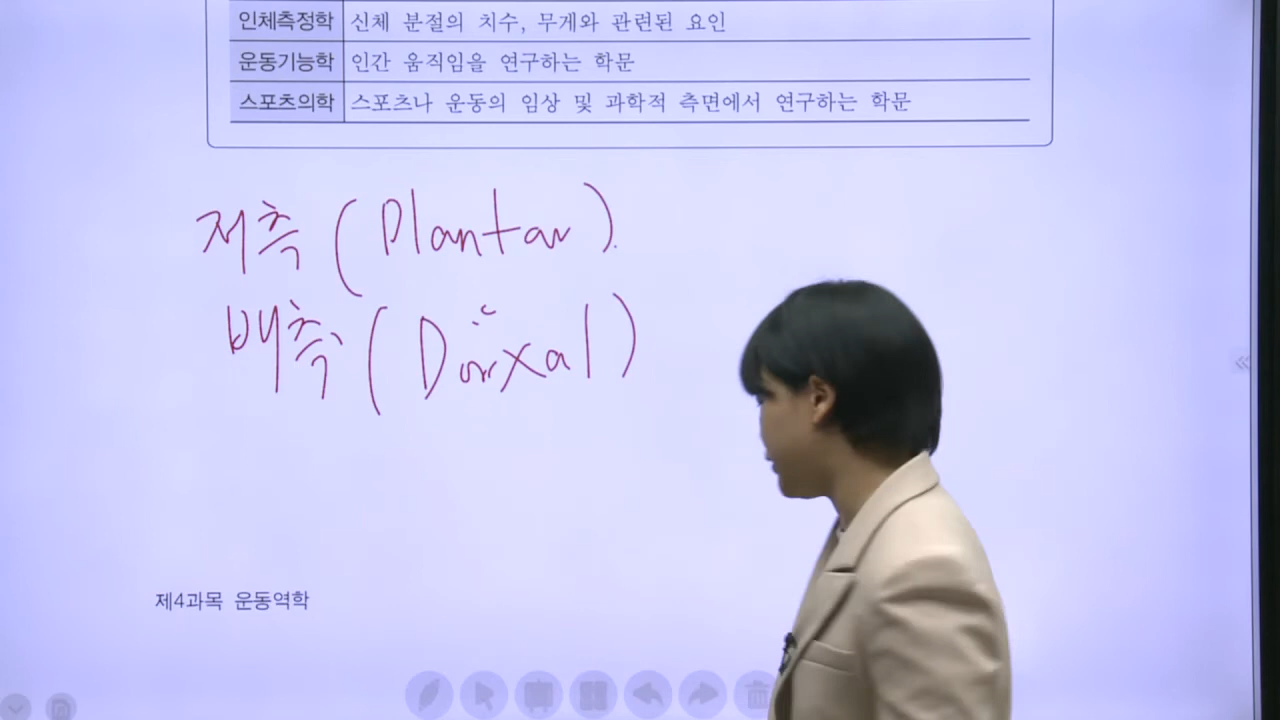 인체측정학 신체 분절의 치수, 무게와 관련된 요인
운동기능학 인간 움직임을 연구하는 학문
스포츠의학 스포츠나 운동의 임상 및 과학적 측면에서 연구하는 학문
저측 (Plantar)
배측 (Dorxal)
제4과목 운동역학